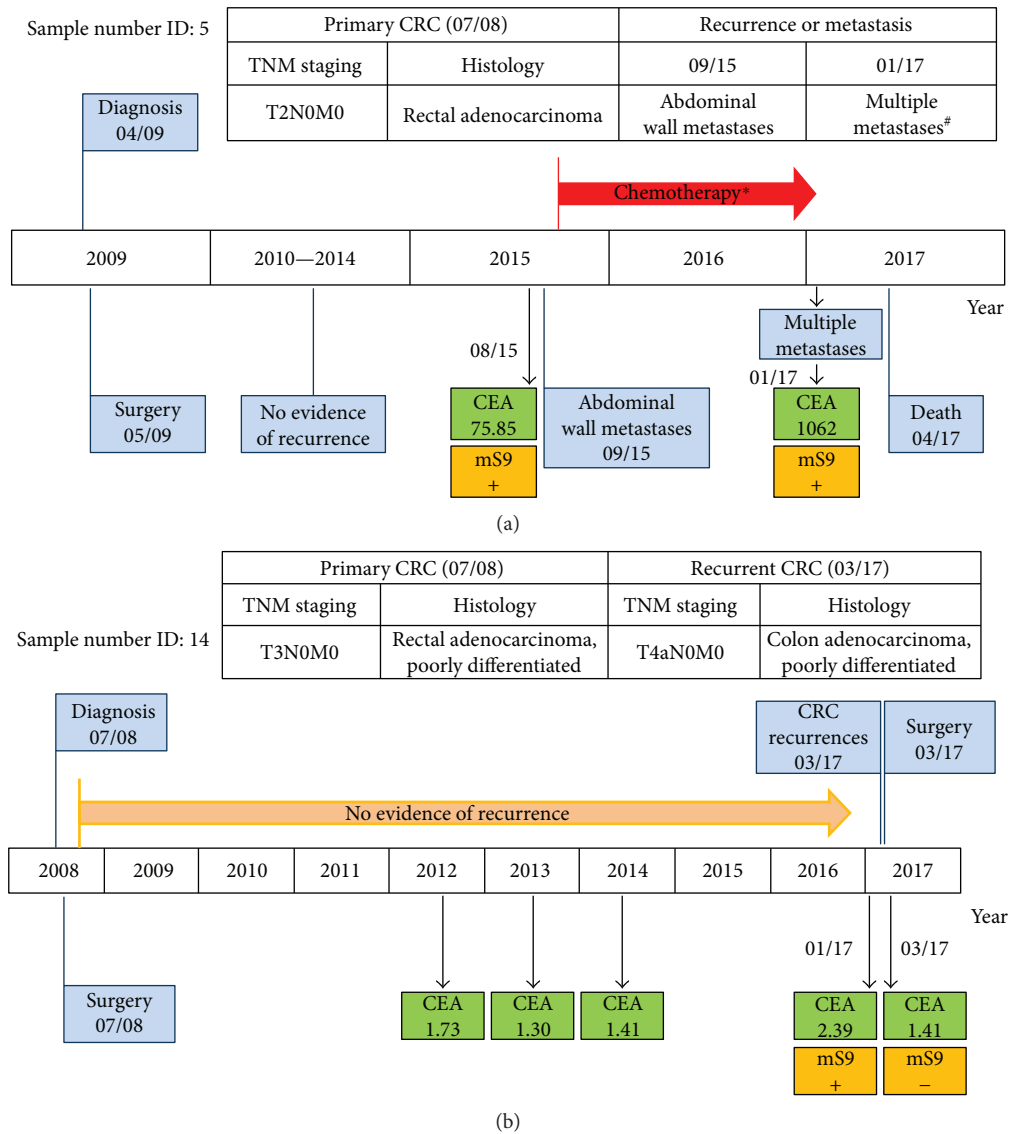 Sample number ID: 5
Primary CRC (07/08)
Recurrence or metastasis
TNM staging
Histology
09/15
01/17
T2N0M0
Rectal adenocarcinoma
Abdominal
wall metastases
Multiple
metastases#
Diagnosis
04/09
Chemotherapy*
2009
2010—2014
2015
2016
2017
Year
Surgery
05/09
No evidence
of recurrence
08/15
CEA
75.85
mS9
+
Abdominal
wall metastases
09/15
Multiple
metastases
01/17
CEA
1062
mS9
+
Death
04/17
(a)
Sample number ID: 14
Primary CRC (07/08)
Recurrent CRC (03/17)
TNM staging
Histology
TNM staging
Histology
T3N0M0
Rectal adenocarcinoma,
poorly differentiated
T4aN0M0
Colon adenocarcinoma,
poorly differentiated
Diagnosis
07/08
CRC
recurrences
03/17
Surgery
03/17
No evidence of recurrence
2008
2009
2010
2011
2012
2013
2014
2015
2016
2017
Year
Surgery
07/08
CEA
1.73
CEA
1.30
CEA
1.41
01/17
CEA
2.39
mS9
+
03/17
CEA
1.41
mS9
−
(b)